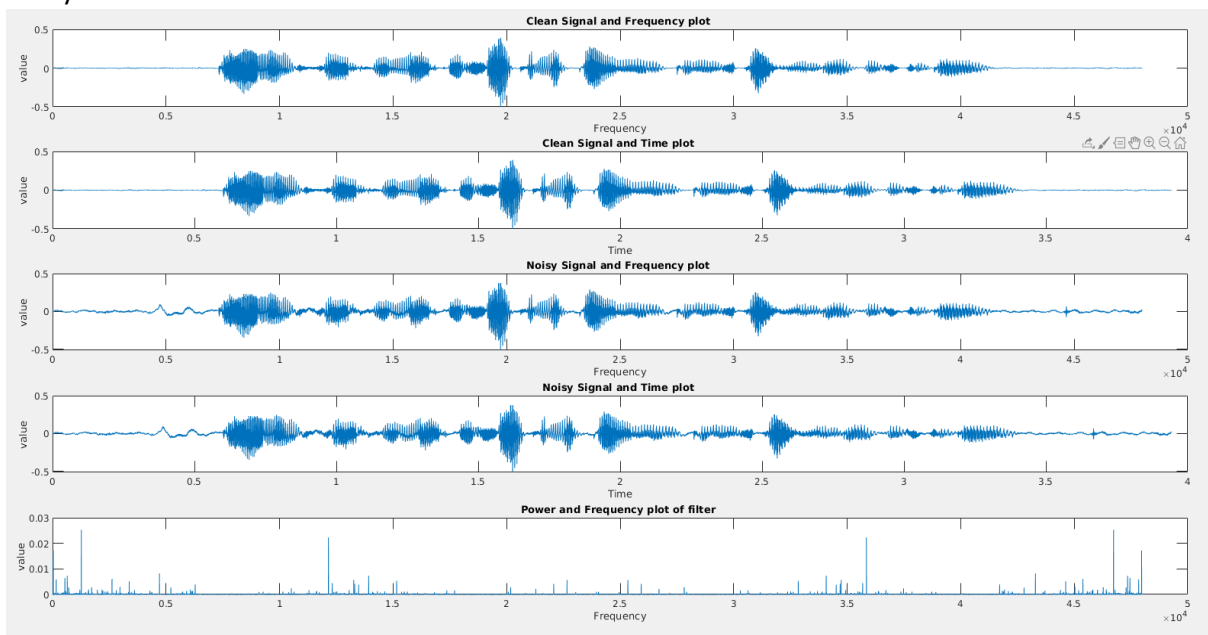 Clean Signal and Frequency plot
0.5
0
-0.5
value
0 0.5 1 1.5 2 2.5 3 3.5 4 4.5 5
Frequency
×10⁴
Clean Signal and Time plot
0.5
0
-0.5
value
0 0.5 1 1.5 2 2.5 3 3.5 4
Time
Noisy Signal and Frequency plot
0.5
0
-0.5
value
0 0.5 1 1.5 2 2.5 3 3.5 4 4.5 5
Frequency
×10⁴
Noisy Signal and Time plot
0.5
0
-0.5
value
0 0.5 1 1.5 2 2.5 3 3.5 4
Time
Power and Frequency plot of filter
0.03
0.02
0.01
0
value
0 0.5 1 1.5 2 2.5 3 3.5 4 4.5 5
Frequency
×10⁴